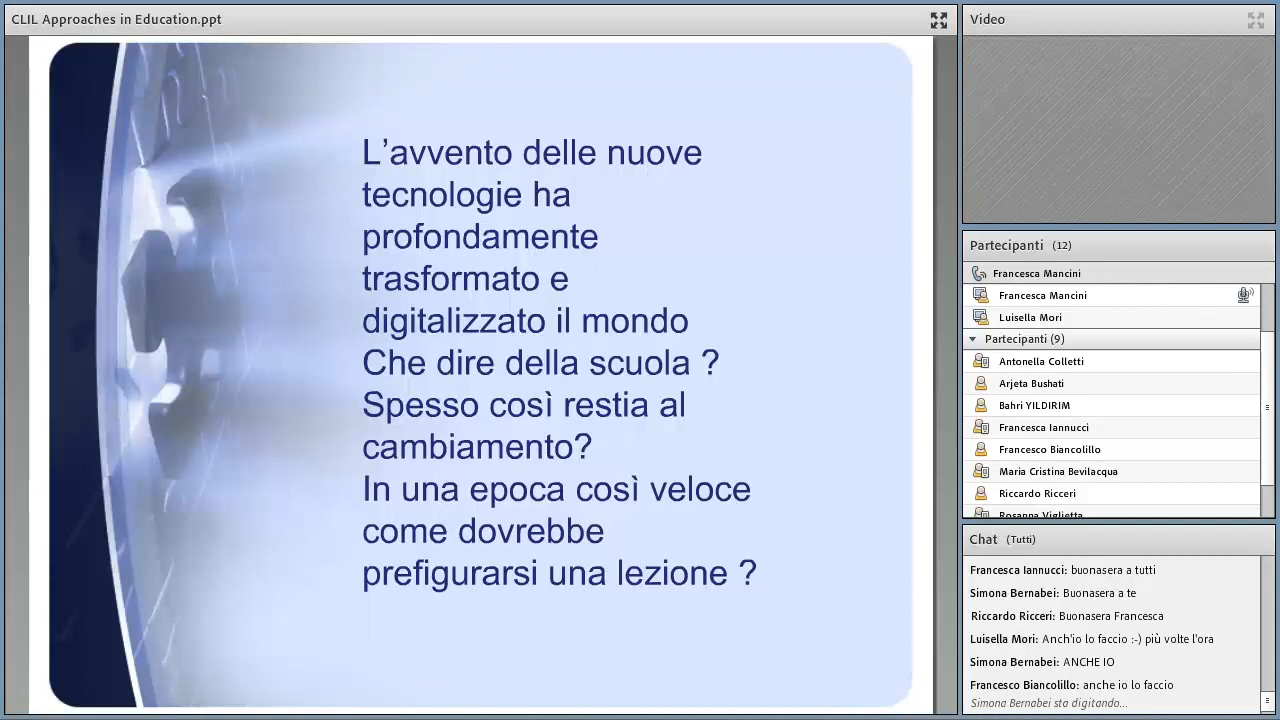 CLIL Approaches in Education.ppt
L’avvento delle nuove
tecnologie ha
profondamente
trasformato e
digitalizzato il mondo
Che dire della scuola ?
Spesso così restia al
cambiamento?
In una epoca così veloce
come dovrebbe
prefigurarsi una lezione ?
Video
Partecipanti (12)
Francesca Mancini
Francesca Mancini
Luisella Mori
Partecipanti (9)
Antonella Colletti
Arjeta Bushati
Bahri YILDIRIM
Francesca Iannucci
Francesco Biancolillo
Maria Cristina Bevilacqua
Riccardo Ricceri
Rosanna Viglietta
Chat (Tutti)
Francesca Iannucci: buonasera a tutti
Simona Bernabei: Buonasera a te
Riccardo Ricceri: Buonasera Francesca
Luisella Mori: Anch'io lo faccio :-) più volte l'ora
Simona Bernabei: ANCHE IO
Francesco Biancolillo: anche io lo faccio
Simona Bernabei sta digitando...